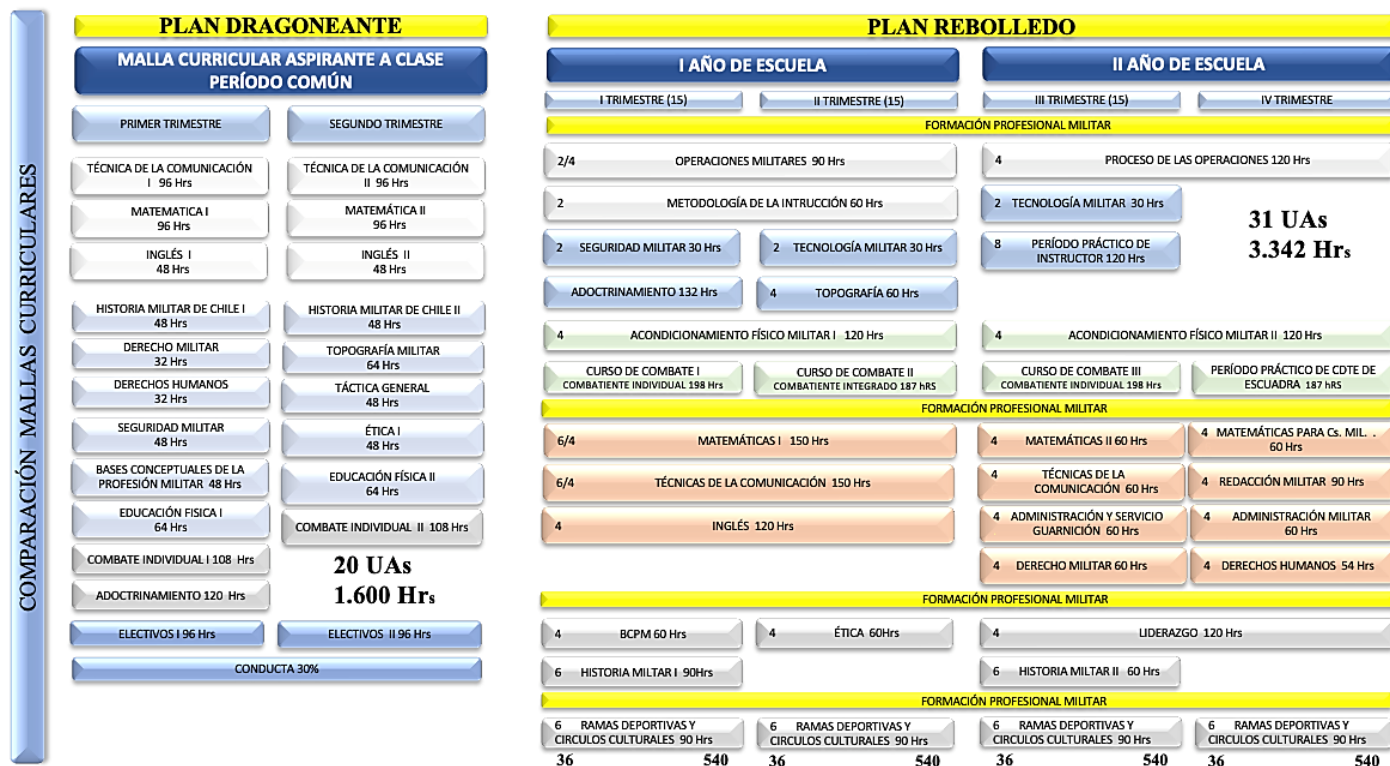 COMPARACIÓN MALLAS CURRICULARES
PLAN DRAGONEANTE
MALLA CURRICULAR ASPIRANTE A CLASE
PERÍODO COMÚN
PRIMER TRIMESTRE
SEGUNDO TRIMESTRE
TÉCNICA DE LA COMUNICACIÓN
I 96 Hrs
TÉCNICA DE LA COMUNICACIÓN
II 96 Hrs
MATEMATICA I
96 Hrs
MATEMÁTICA II
96 Hrs
INGLÉS I
48 Hrs
INGLÉS II
48 Hrs
HISTORIA MILITAR DE CHILE I
48 Hrs
HISTORIA MILITAR DE CHILE II
48 Hrs
DERECHO MILITAR
32 Hrs
TOPOGRAFÍA MILITAR
64 Hrs
DERECHOS HUMANOS
32 Hrs
TÁCTICA GENERAL
48 Hrs
SEGURIDAD MILITAR
48 Hrs
ÉTICA I
48 Hrs
BASES CONCEPTUALES DE LA
PROFESIÓN MILITAR 48 Hrs
EDUCACIÓN FÍSICA II
64 Hrs
EDUCACIÓN FISICA I
64 Hrs
COMBATE INDIVIDUAL II 108 Hrs
COMBATE INDIVIDUAL I 108 Hrs
ADOCTRINAMIENTO 120 Hrs
20 UAs
1.600 Hrs
ELECTIVOS I 96 Hrs
ELECTIVOS II 96 Hrs
CONDUCTA 30%
PLAN REBOLLEDO
I AÑO DE ESCUELA
II AÑO DE ESCUELA
I TRIMESTRE (15)
II TRIMESTRE (15)
III TRIMESTRE (15)
IV TRIMESTRE
FORMACIÓN PROFESIONAL MILITAR
2/4 OPERACIONES MILITARES 90 Hrs
4 PROCESO DE LAS OPERACIONES 120 Hrs
2 METODOLOGÍA DE LA INTRUCCIÓN 60 Hrs
2 TECNOLOGÍA MILITAR 30 Hrs
31 UAs
3.342 Hrs
2 SEGURIDAD MILITAR 30 Hrs
2 TECNOLOGÍA MILITAR 30 Hrs
8 PERÍODO PRÁCTICO DE
INSTRUCTOR 120 Hrs
ADOCTRINAMIENTO 132 Hrs
4 TOPOGRAFÍA 60 Hrs
4 ACONDICIONAMIENTO FÍSICO MILITAR I 120 Hrs
4 ACONDICIONAMIENTO FÍSICO MILITAR II 120 Hrs
CURSO DE COMBATE I
COMBATIENTE INDIVIDUAL 198 Hrs
CURSO DE COMBATE II
COMBATIENTE INTEGRADO 187 hRS
CURSO DE COMBATE III
COMBATIENTE INDIVIDUAL 198 Hrs
PERÍODO PRÁCTICO DE CDTE DE
ESCUADRA 187 hRS
FORMACIÓN PROFESIONAL MILITAR
6/4 MATEMÁTICAS I 150 Hrs
4 MATEMÁTICAS II 60 Hrs
4 MATEMÁTICAS PARA Cs. MIL. .
60 Hrs
6/4 TÉCNICAS DE LA COMUNICACIÓN 150 Hrs
4 TÉCNICAS DE LA
COMUNICACIÓN 60 Hrs
4 REDACCIÓN MILITAR 90 Hrs
4 INGLÉS 120 Hrs
4 ADMINISTRACIÓN Y SERVICIO
GUARNICIÓN 60 Hrs
4 ADMINISTRACIÓN MILITAR
60 Hrs
4 DERECHO MILITAR 60 Hrs
4 DERECHOS HUMANOS 54 Hrs
FORMACIÓN PROFESIONAL MILITAR
4 BCPM 60 Hrs
4 ÉTICA 60Hrs
4 LIDERAZGO 120 Hrs
6 HISTORIA MILTAR I 90Hrs
6 HISTORIA MILTAR II 60 Hrs
FORMACIÓN PROFESIONAL MILITAR
6 RAMAS DEPORTIVAS Y
CIRCULOS CULTURALES 90 Hrs
6 RAMAS DEPORTIVAS Y
CIRCULOS CULTURALES 90 Hrs
6 RAMAS DEPORTIVAS Y
CIRCULOS CULTURALES 90 Hrs
6 RAMAS DEPORTIVAS Y
CIRCULOS CULTURALES 90 Hrs
36 540 36 540 36 540 36 540